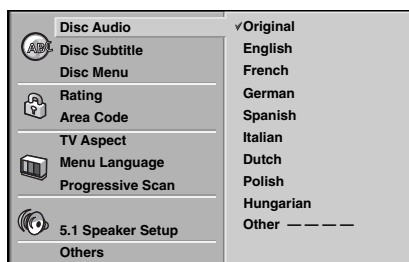 Disc Audio
Disc Subtitle
Disc Menu
Rating
Area Code
TV Aspect
Menu Language
Progressive Scan
5.1 Speaker Setup
Others
✓Original
English
French
German
Spanish
Italian
Dutch
Polish
Hungarian
Other — — — —
ABC